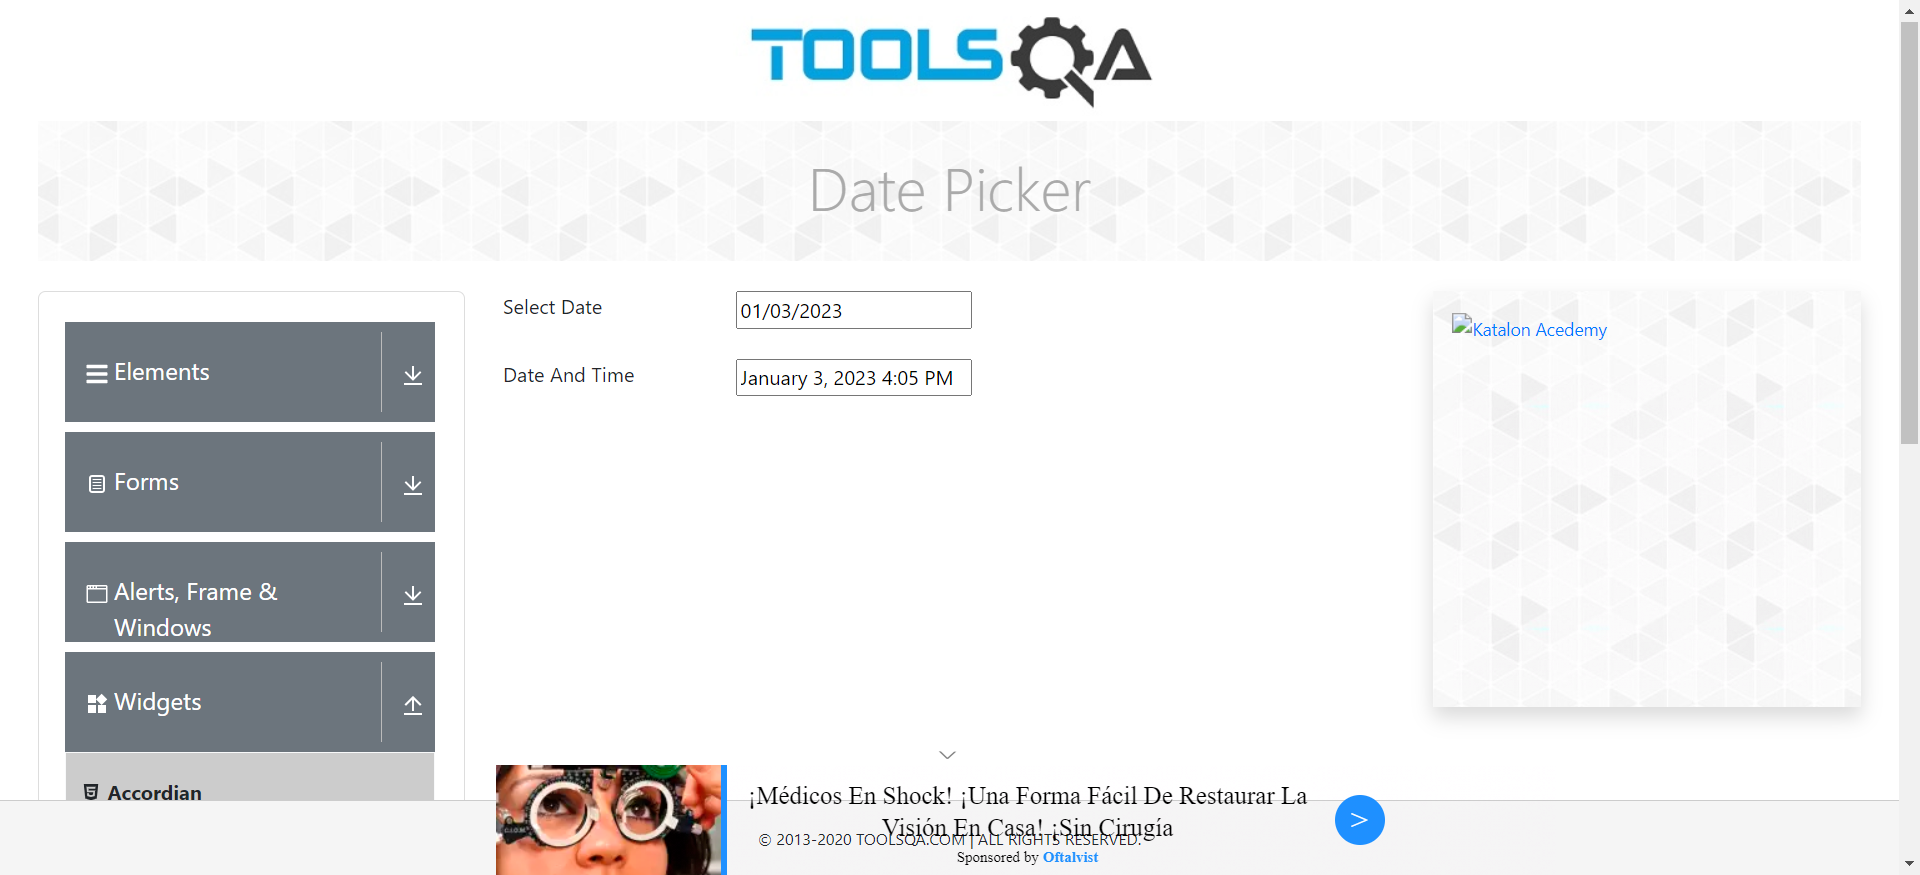 TOOLSQA
Date Picker
Elements
Forms
Alerts, Frame &
Windows
Widgets
Accordian
Select Date
01/03/2023
Date And Time
January 3, 2023 4:05 PM
Katalon Acedemy
¡Médicos En Shock! ¡Una Forma Fácil De Restaurar La
Visión En Casa! ¡Sin Cirugía
© 2013-2020 TOOLSQA.COM | ALL RIGHTS RESERVED.
Sponsored by Oftalvist
>